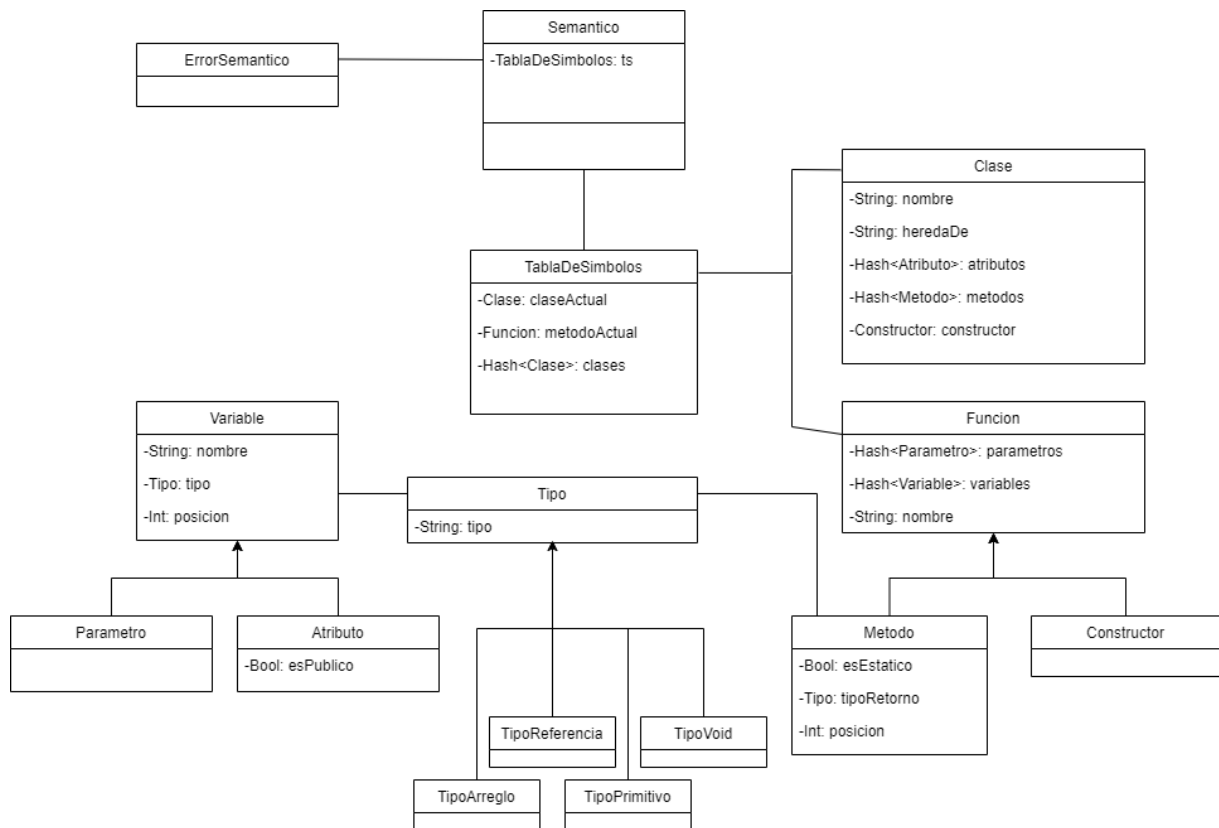 Semantico
-TablaDeSimbolos: ts
ErrorSemantico
Clase
-String: nombre
-String: heredaDe
-Hash<Atributo>: atributos
-Hash<Metodo>: metodos
-Constructor: constructor
TablaDeSimbolos
-Clase: claseActual
-Funcion: metodoActual
-Hash<Clase>: clases
Variable
-String: nombre
-Tipo: tipo
-Int: posicion
Funcion
-Hash<Parametro>: parametros
-Hash<Variable>: variables
-String: nombre
Tipo
-String: tipo
Parametro
Atributo
-Bool: esPublico
Metodo
-Bool: esEstatico
-Tipo: tipoRetorno
-Int: posicion
Constructor
TipoReferencia
TipoVoid
TipoArreglo
TipoPrimitivo